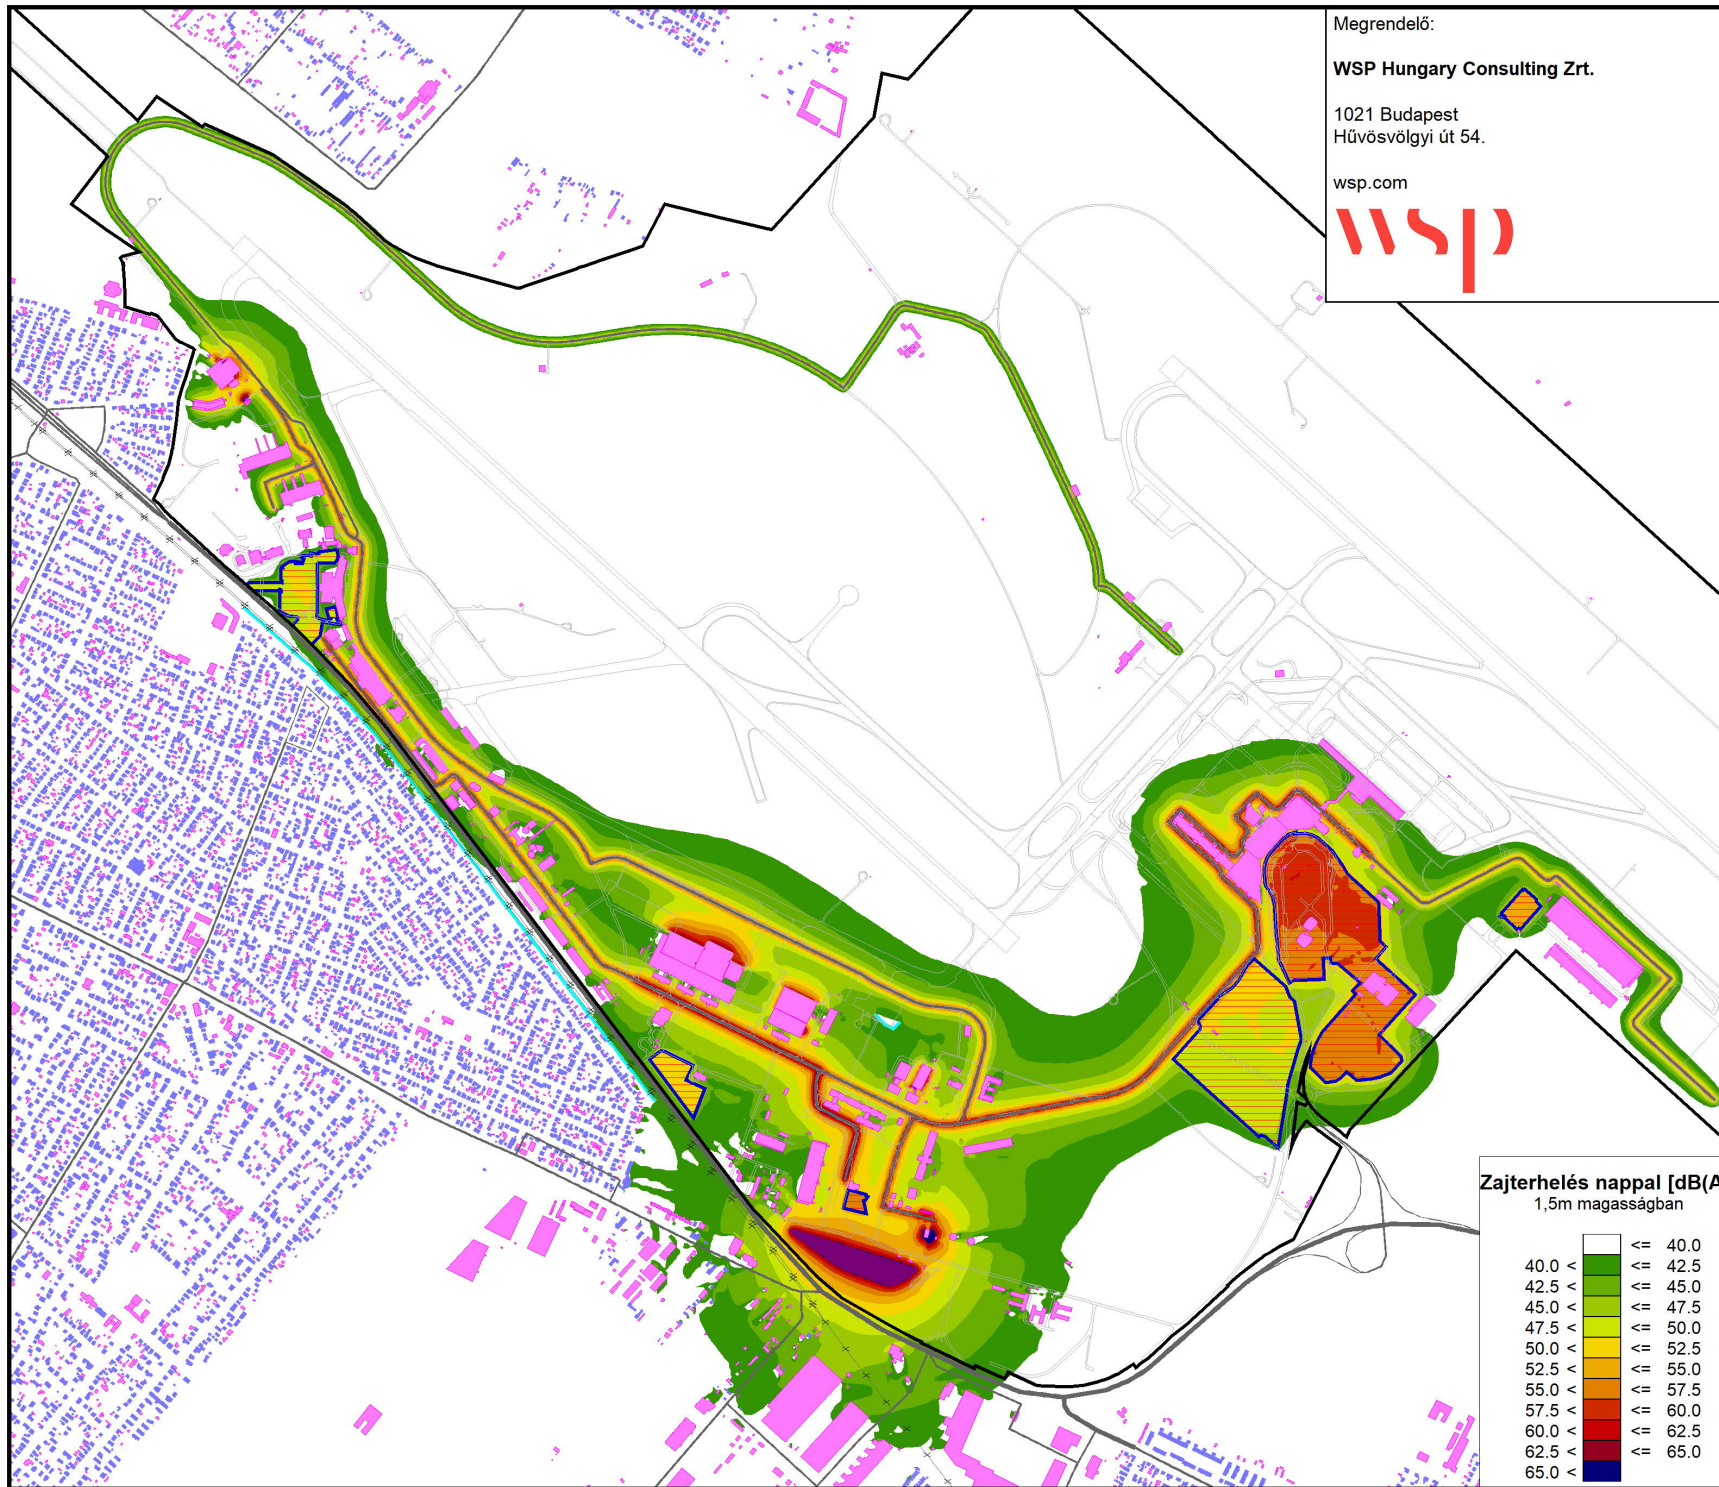 Megrendelő:
WSP Hungary Consulting Zrt.
1021 Budapest
Hűvösvölgyi út 54.
wsp.com
wsp
Zajterhelés nappal [dB(A
1,5m magasságban
<= 40.0
40.0 < <= 42.5
42.5 < <= 45.0
45.0 < <= 47.5
47.5 < <= 50.0
50.0 < <= 52.5
52.5 < <= 55.0
55.0 < <= 57.5
57.5 < <= 60.0
60.0 < <= 62.5
62.5 < <= 65.0
65.0 <